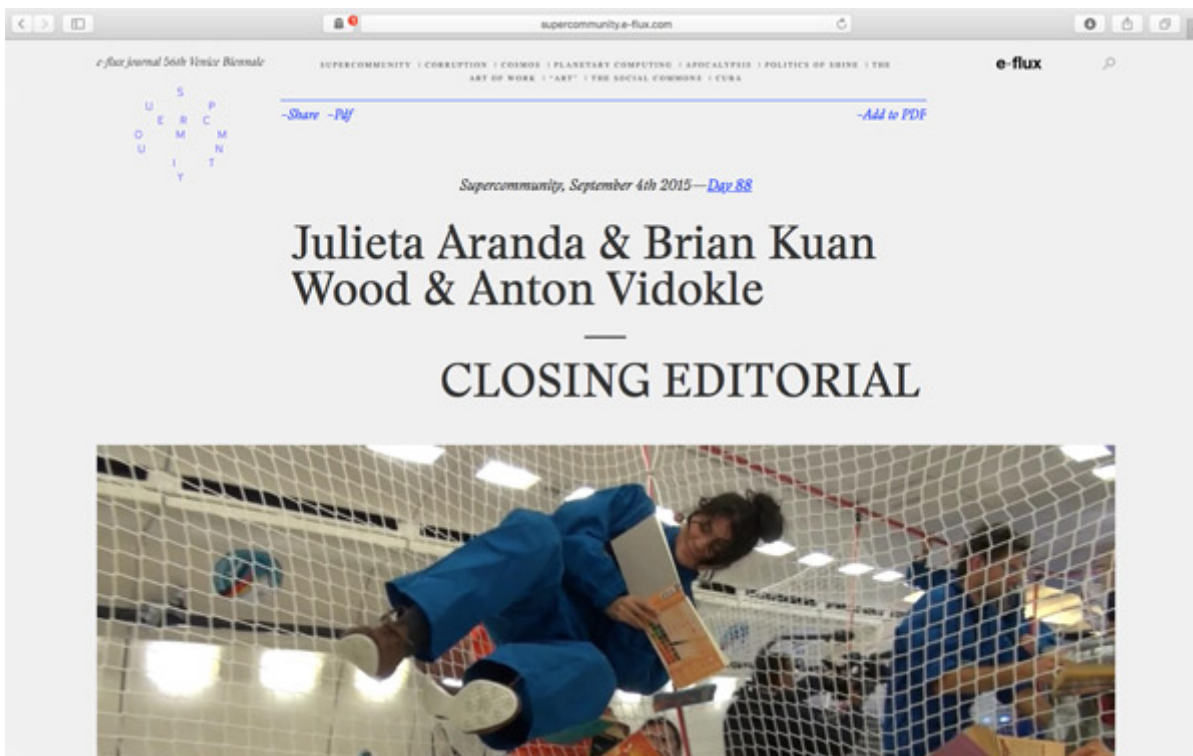 supercommunity.e-flux.com
e-flux journal 56th Venice Biennale
SUPERCOMMUNITY | CORRUPTION | COSMOS | PLANETARY COMPUTING | APOCALYPSIS | POLITICS OF SHINE | THE
ART OF WORK | "ART" | THE SOCIAL COMMONS | CUBA
e-flux
S
U P
E R C
O M M
U N
I T
Y
~Share ~Pdf
~Add to PDF
Supercommunity, September 4th 2015—Day 88
Julieta Aranda & Brian Kuan
Wood & Anton Vidokle
CLOSING EDITORIAL